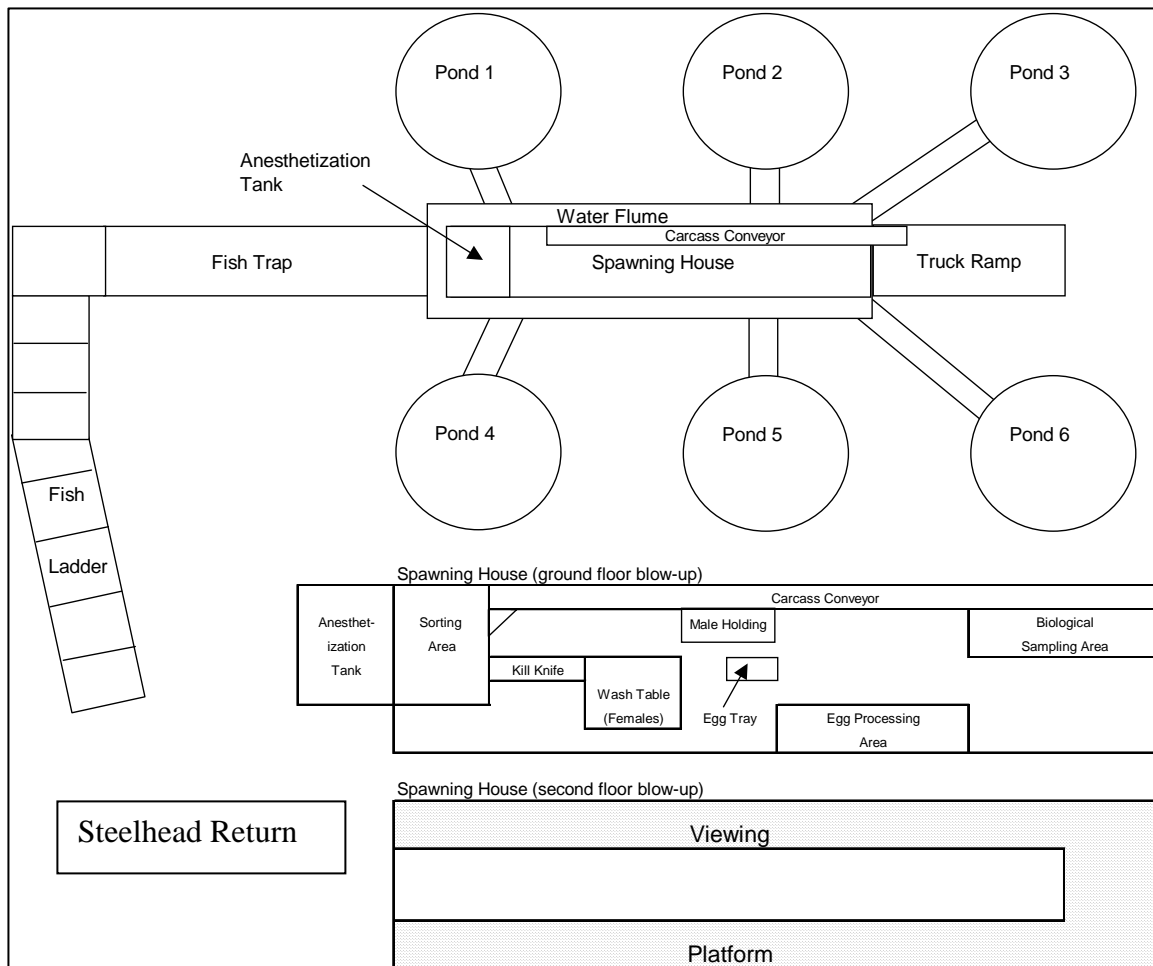 Pond 1
Pond 2
Pond 3
Anesthetization
Tank
Water Flume
Carcass Conveyor
Fish Trap
Spawning House
Truck Ramp
Pond 4
Pond 5
Pond 6
Fish
Ladder
Spawning House (ground floor blow-up)
Carcass Conveyor
Anesthet-
ization
Tank
Sorting
Area
Male Holding
Biological
Sampling Area
Kill Knife
Wash Table
(Females)
Egg Tray
Egg Processing
Area
Spawning House (second floor blow-up)
Steelhead Return
Viewing
Platform